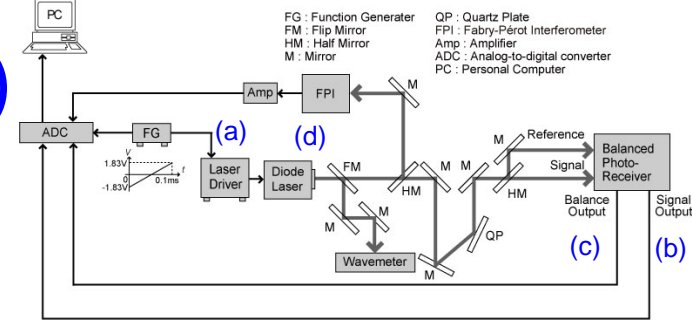 PC
FG : Function Generater
FM : Flip Mirror
HM : Half Mirror
M : Mirror
QP : Quartz Plate
FPI : Fabry-Pérot Interferometer
Amp : Amplifier
ADC : Analog-to-digital converter
PC : Personal Computer
Amp
FPI
M
ADC
FG
(a)
(d)
V
1.83V
0
-1.83V
t
0.1ms
Laser
Driver
Diode
Laser
FM
HM
M
M
M
Wavemeter
M
QP
M
M
HM
Reference
Signal
Balanced
Photo-
Receiver
Balance
Output
Signal
Output
(c)
(b)